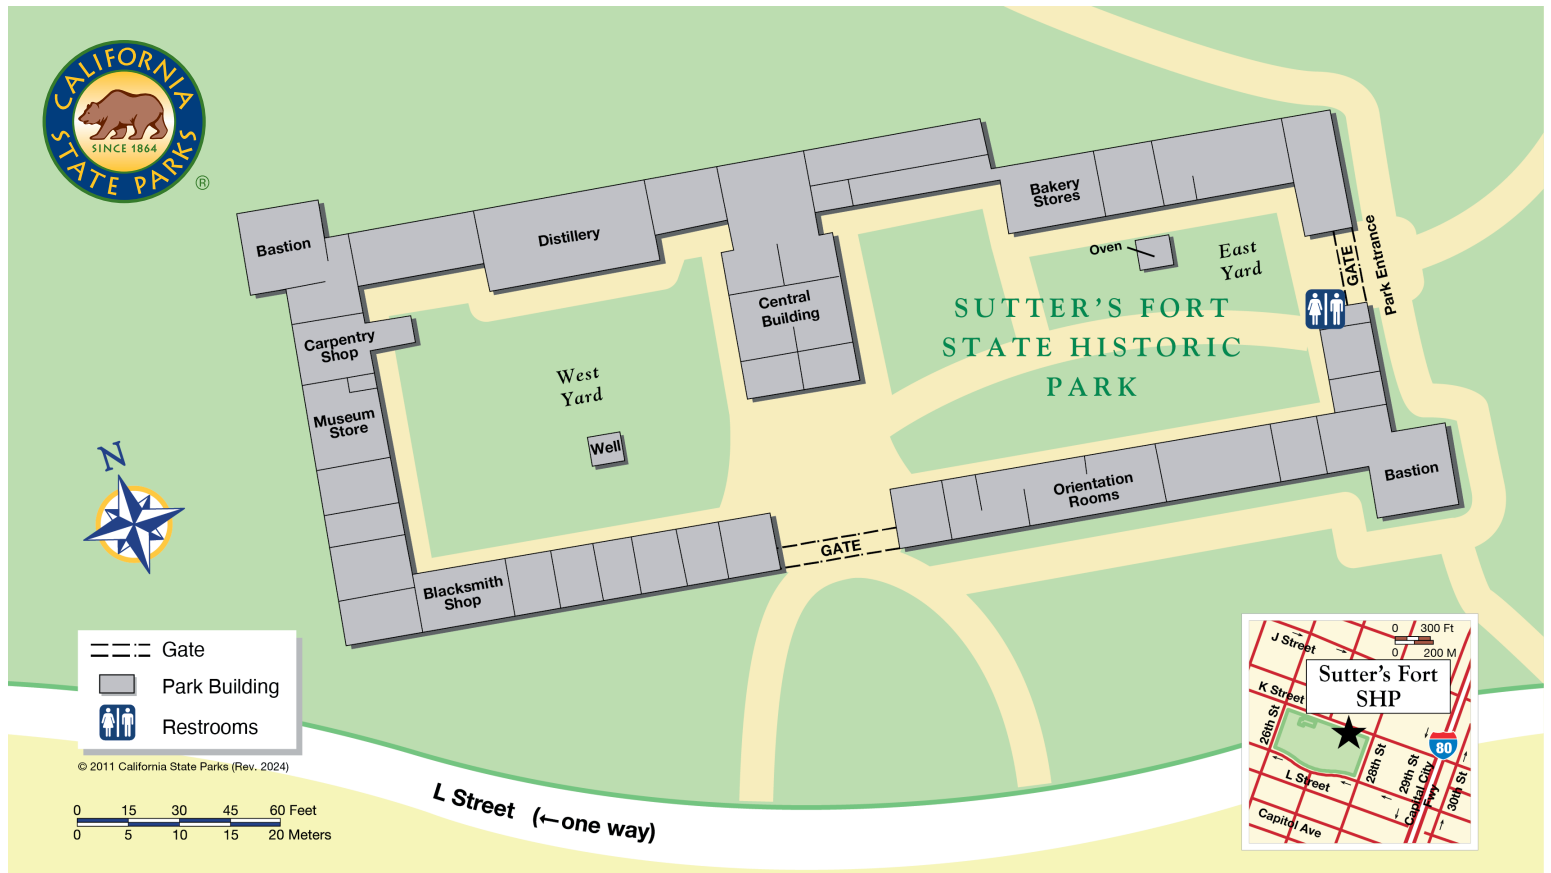 CALIFORNIA
STATE PARKS
SINCE 1864
®
Bastion
Distillery
Bakery
Stores
Oven
East
Yard
GATE
Park Entrance
Central
Building
SUTTER'S FORT
STATE HISTORIC
PARK
Carpentry
Shop
West
Yard
Museum
Store
Well
N
Orientation
Rooms
Bastion
GATE
Blacksmith
Shop
Gate
Park Building
Restrooms
© 2011 California State Parks (Rev. 2024)
0 15 30 45 60 Feet
0 5 10 15 20 Meters
L Street (←one way)
0 300 Ft
0 200 M
J Street
Sutter's Fort
SHP
K Street
26th St
80
28th St
29th St
Capital City
Fwy
30th St
L Street
Capitol Ave